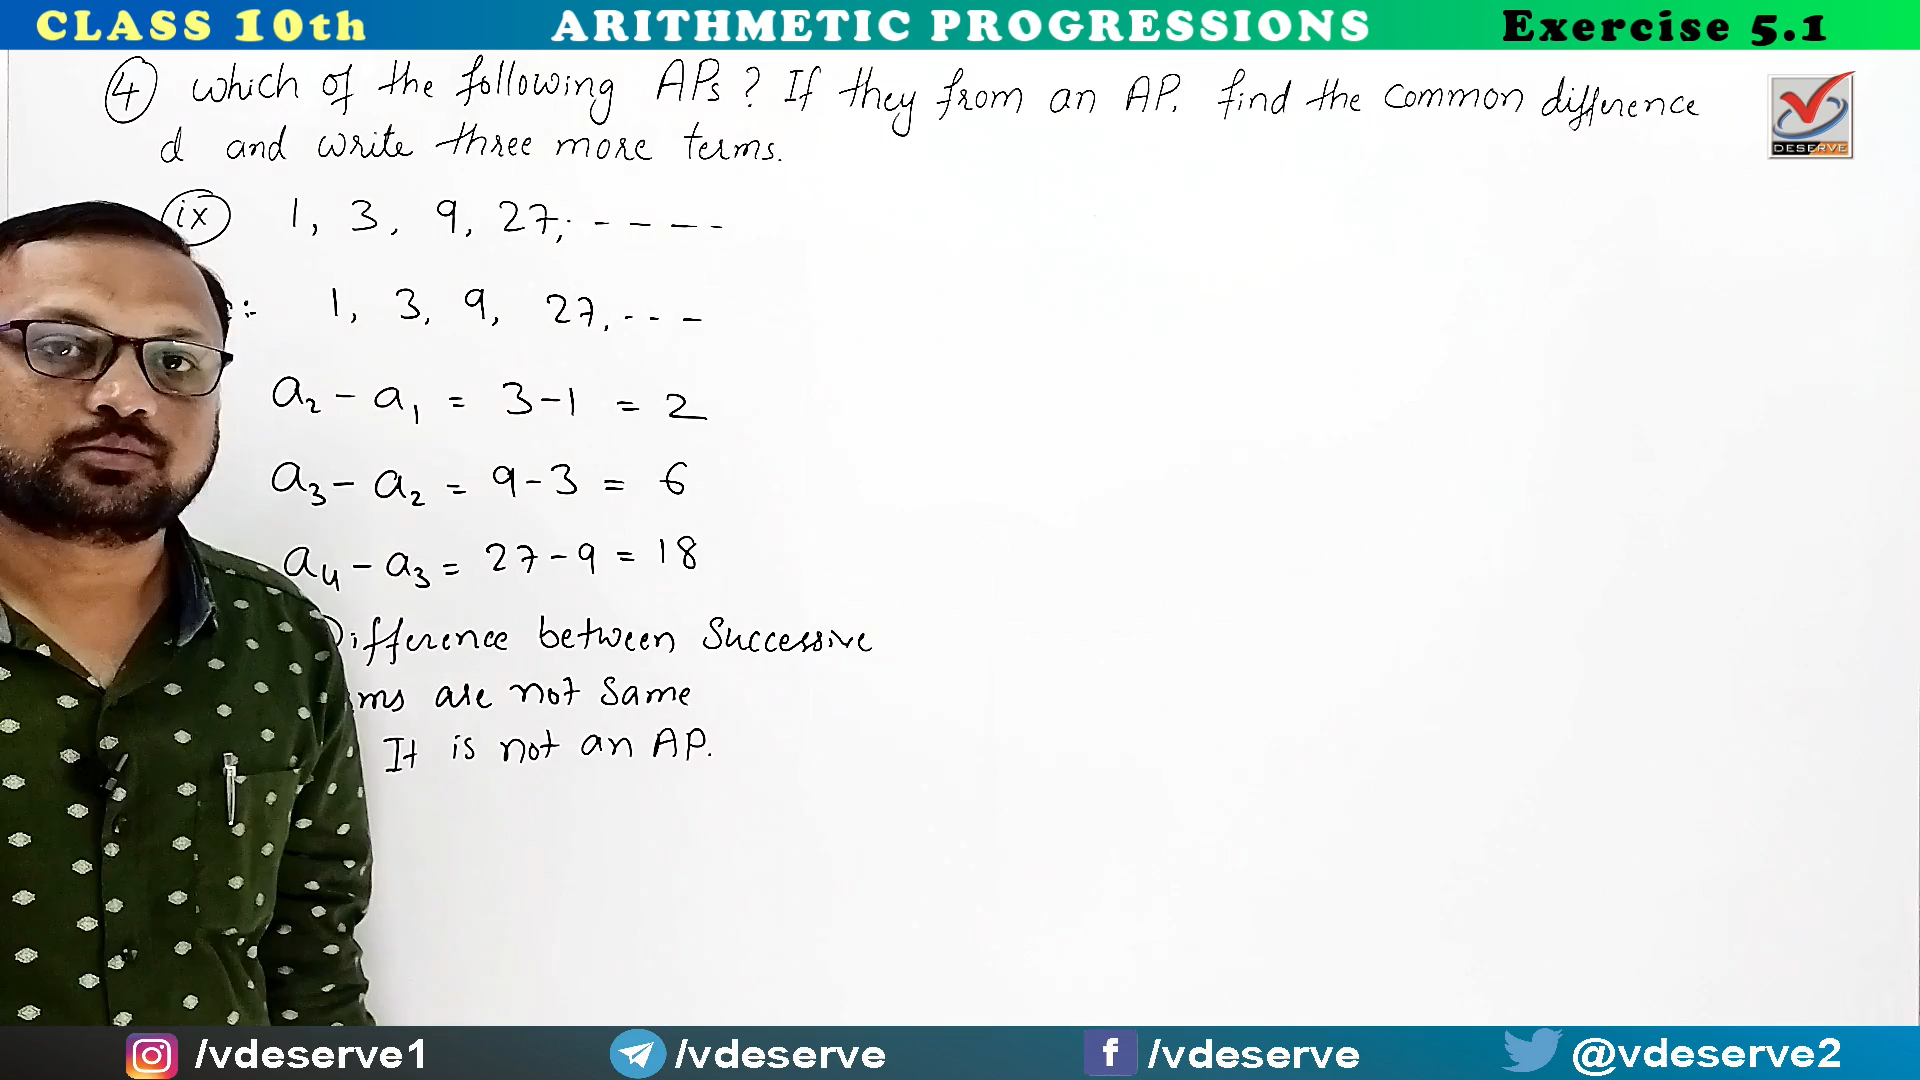 CLASS 10th ARITHMETIC PROGRESSIONS Exercise 5.1
4 which of the following APs? If they from an AP. find the common difference
d and write three more terms.
DESERVE
ix 1, 3, 9, 27, ----
:- 1, 3, 9, 27, ---
a₂ - a₁ = 3-1 = 2
a₃ - a₂ = 9-3 = 6
a₄ - a₃ = 27-9 = 18
Difference between Successive
ms are not same
It is not an AP.
/vdeserve1 /vdeserve /vdeserve @vdeserve2